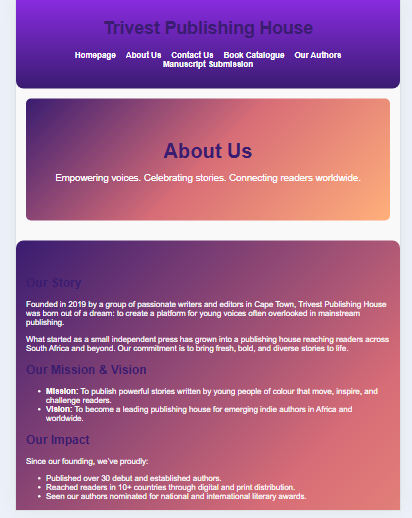 Trivest Publishing House
Homepage About Us Contact Us Book Catalogue Our Authors
Manuscript Submission
About Us
Empowering voices. Celebrating stories. Connecting readers worldwide.
Our Story
Founded in 2019 by a group of passionate writers and editors in Cape Town, Trivest Publishing House
was born out of a dream: to create a platform for young voices often overlooked in mainstream
publishing.
What started as a small independent press has grown into a publishing house reaching readers across
South Africa and beyond. Our commitment is to bring fresh, bold, and diverse stories to life.
Our Mission & Vision
• Mission: To publish powerful stories written by young people of colour that move, inspire, and
challenge readers.
• Vision: To become a leading publishing house for emerging indie authors in Africa and
worldwide.
Our Impact
Since our founding, we've proudly:
• Published over 30 debut and established authors.
• Reached readers in 10+ countries through digital and print distribution.
• Seen our authors nominated for national and international literary awards.